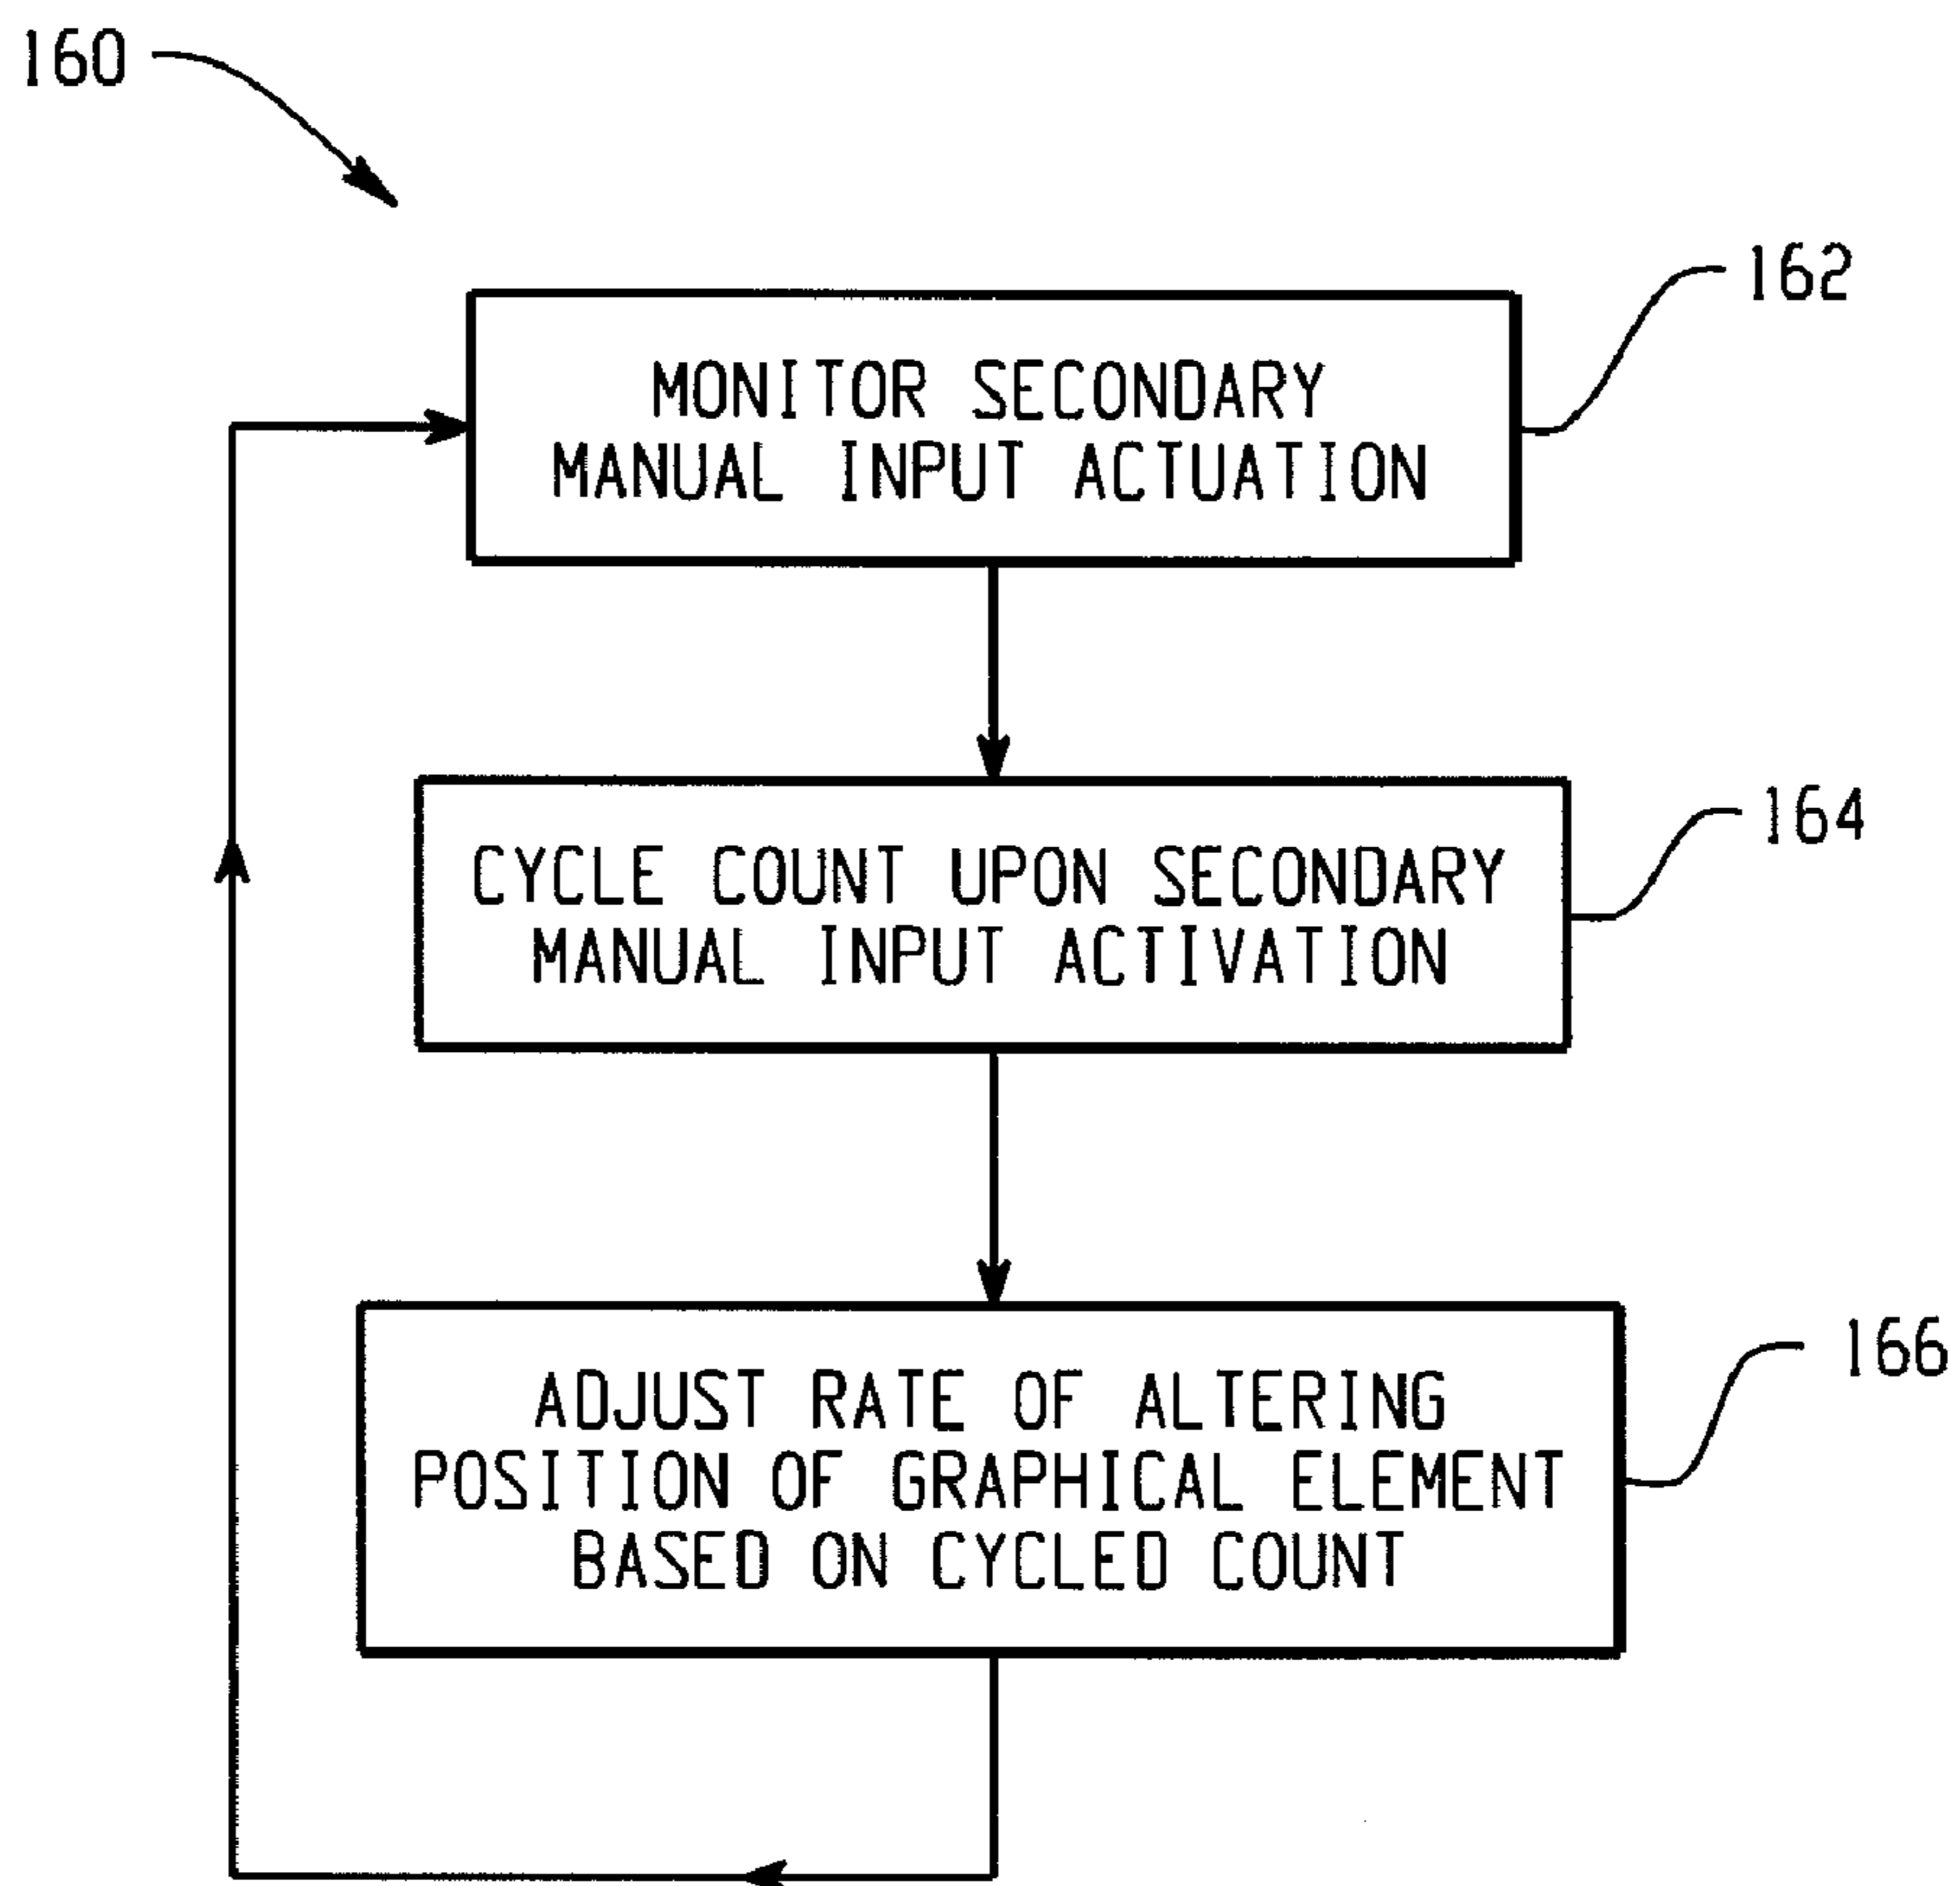 160
162
MONITOR SECONDARY
MANUAL INPUT ACTUATION
164
CYCLE COUNT UPON SECONDARY
MANUAL INPUT ACTIVATION
166
ADJUST RATE OF ALTERING
POSITION OF GRAPHICAL ELEMENT
BASED ON CYCLED COUNT